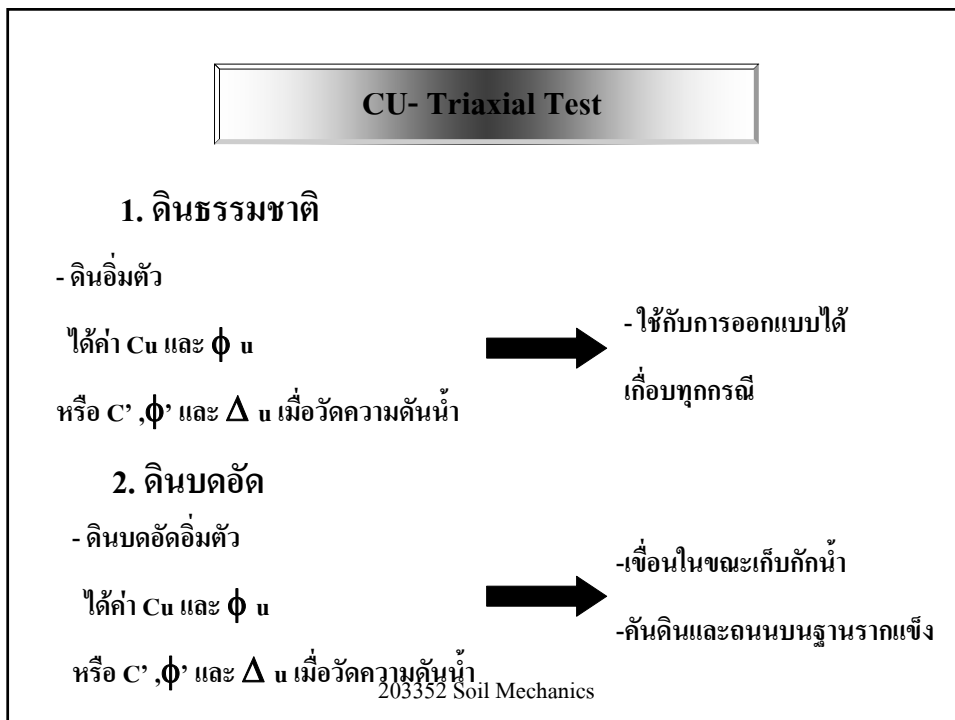 CU- Triaxial Test
1. ดินธรรมชาติ
- ดินอิ่มตัว
ได้ค่า Cu และ ϕ u
หรือ C’ ,ϕ’ และ Δ u เมื่อวัดความดันน้ำ
- ใช้กับการออกแบบได้
เกื่อบทุกกรณี
2. ดินบดอัด
- ดินบดอัดอิ่มตัว
ได้ค่า Cu และ ϕ u
หรือ C’ ,ϕ’ และ Δ u เมื่อวัดความดันน้ำ
-เขื่อนในขณะเก็บกักน้ำ
-คันดินและถนนบนฐานรากแข็ง
203352 Soil Mechanics